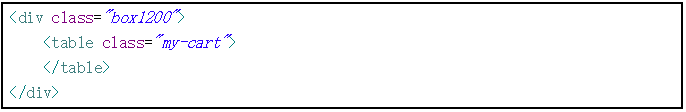 <div class="box1200">
    <table class="my-cart">
    </table>
</div>